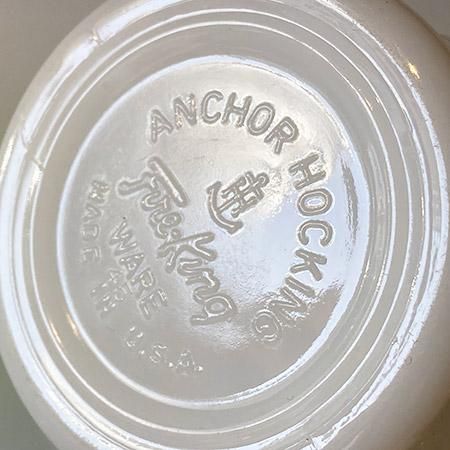 ANCHOR HOCKING
Fire-King
WARE
MADE IN U.S.A.